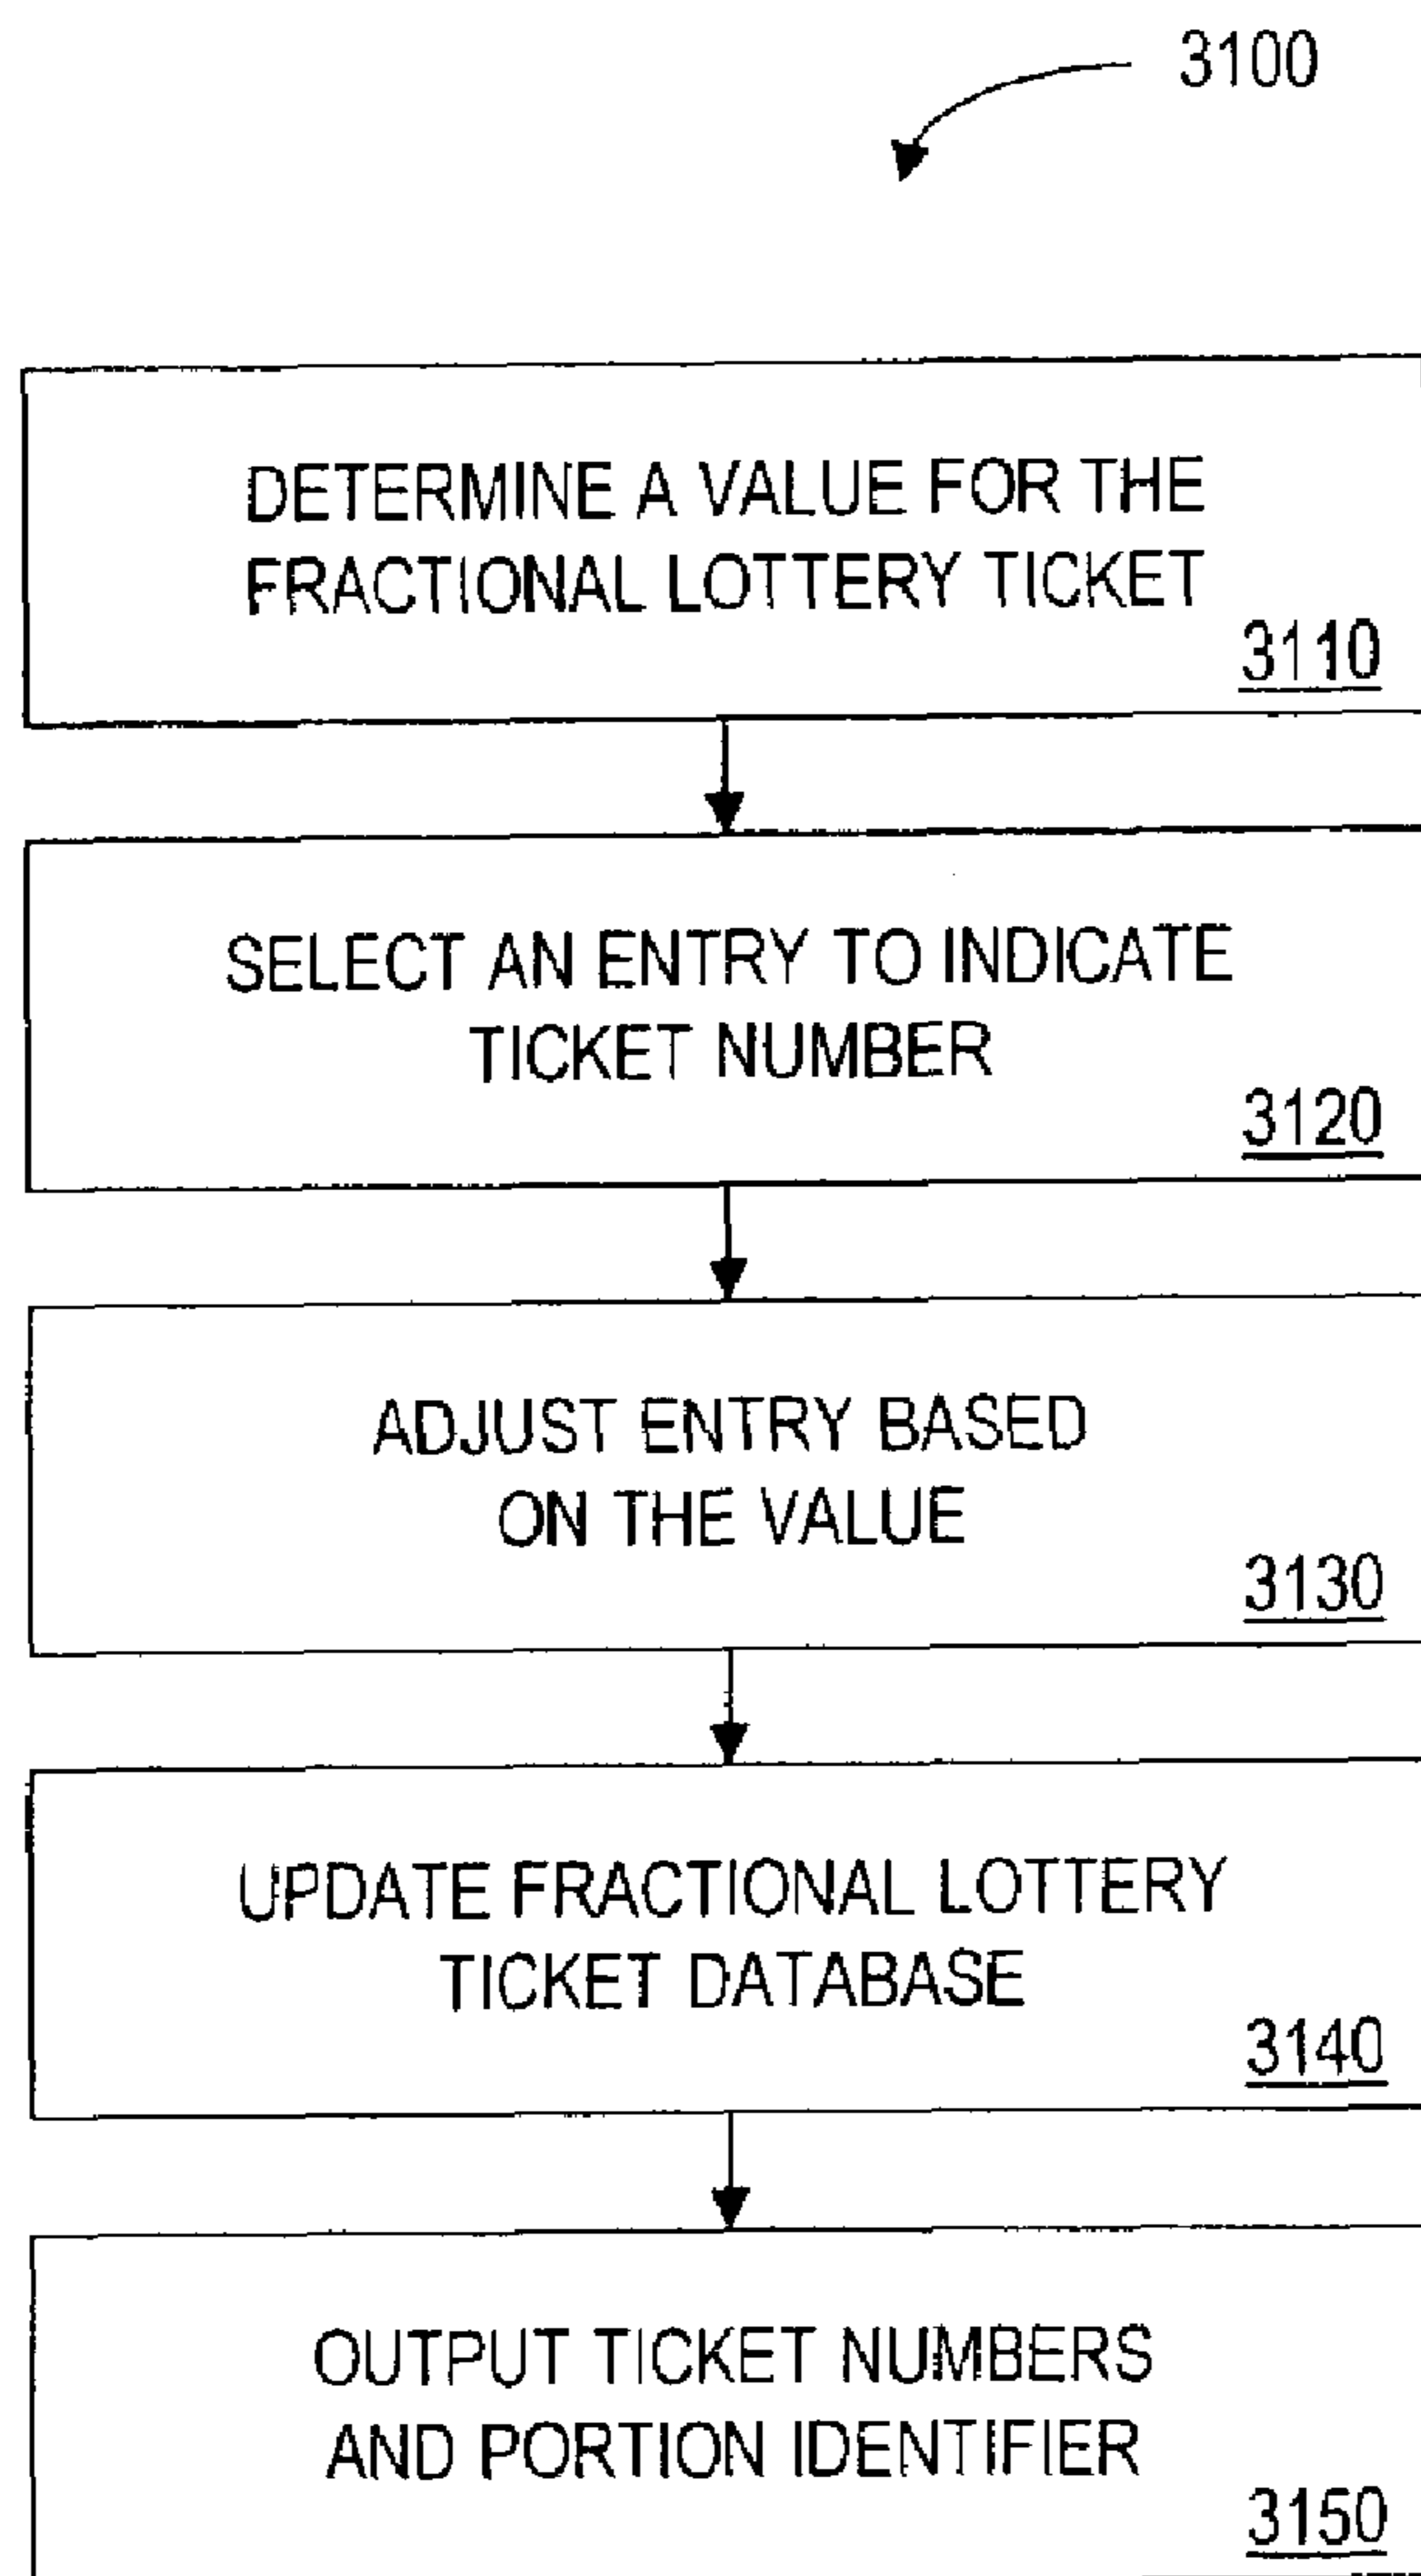 3100
DETERMINE A VALUE FOR THE
FRACTIONAL LOTTERY TICKET
3110
SELECT AN ENTRY TO INDICATE
TICKET NUMBER
3120
ADJUST ENTRY BASED
ON THE VALUE
3130
UPDATE FRACTIONAL LOTTERY
TICKET DATABASE
3140
OUTPUT TICKET NUMBERS
AND PORTION IDENTIFIER
3150